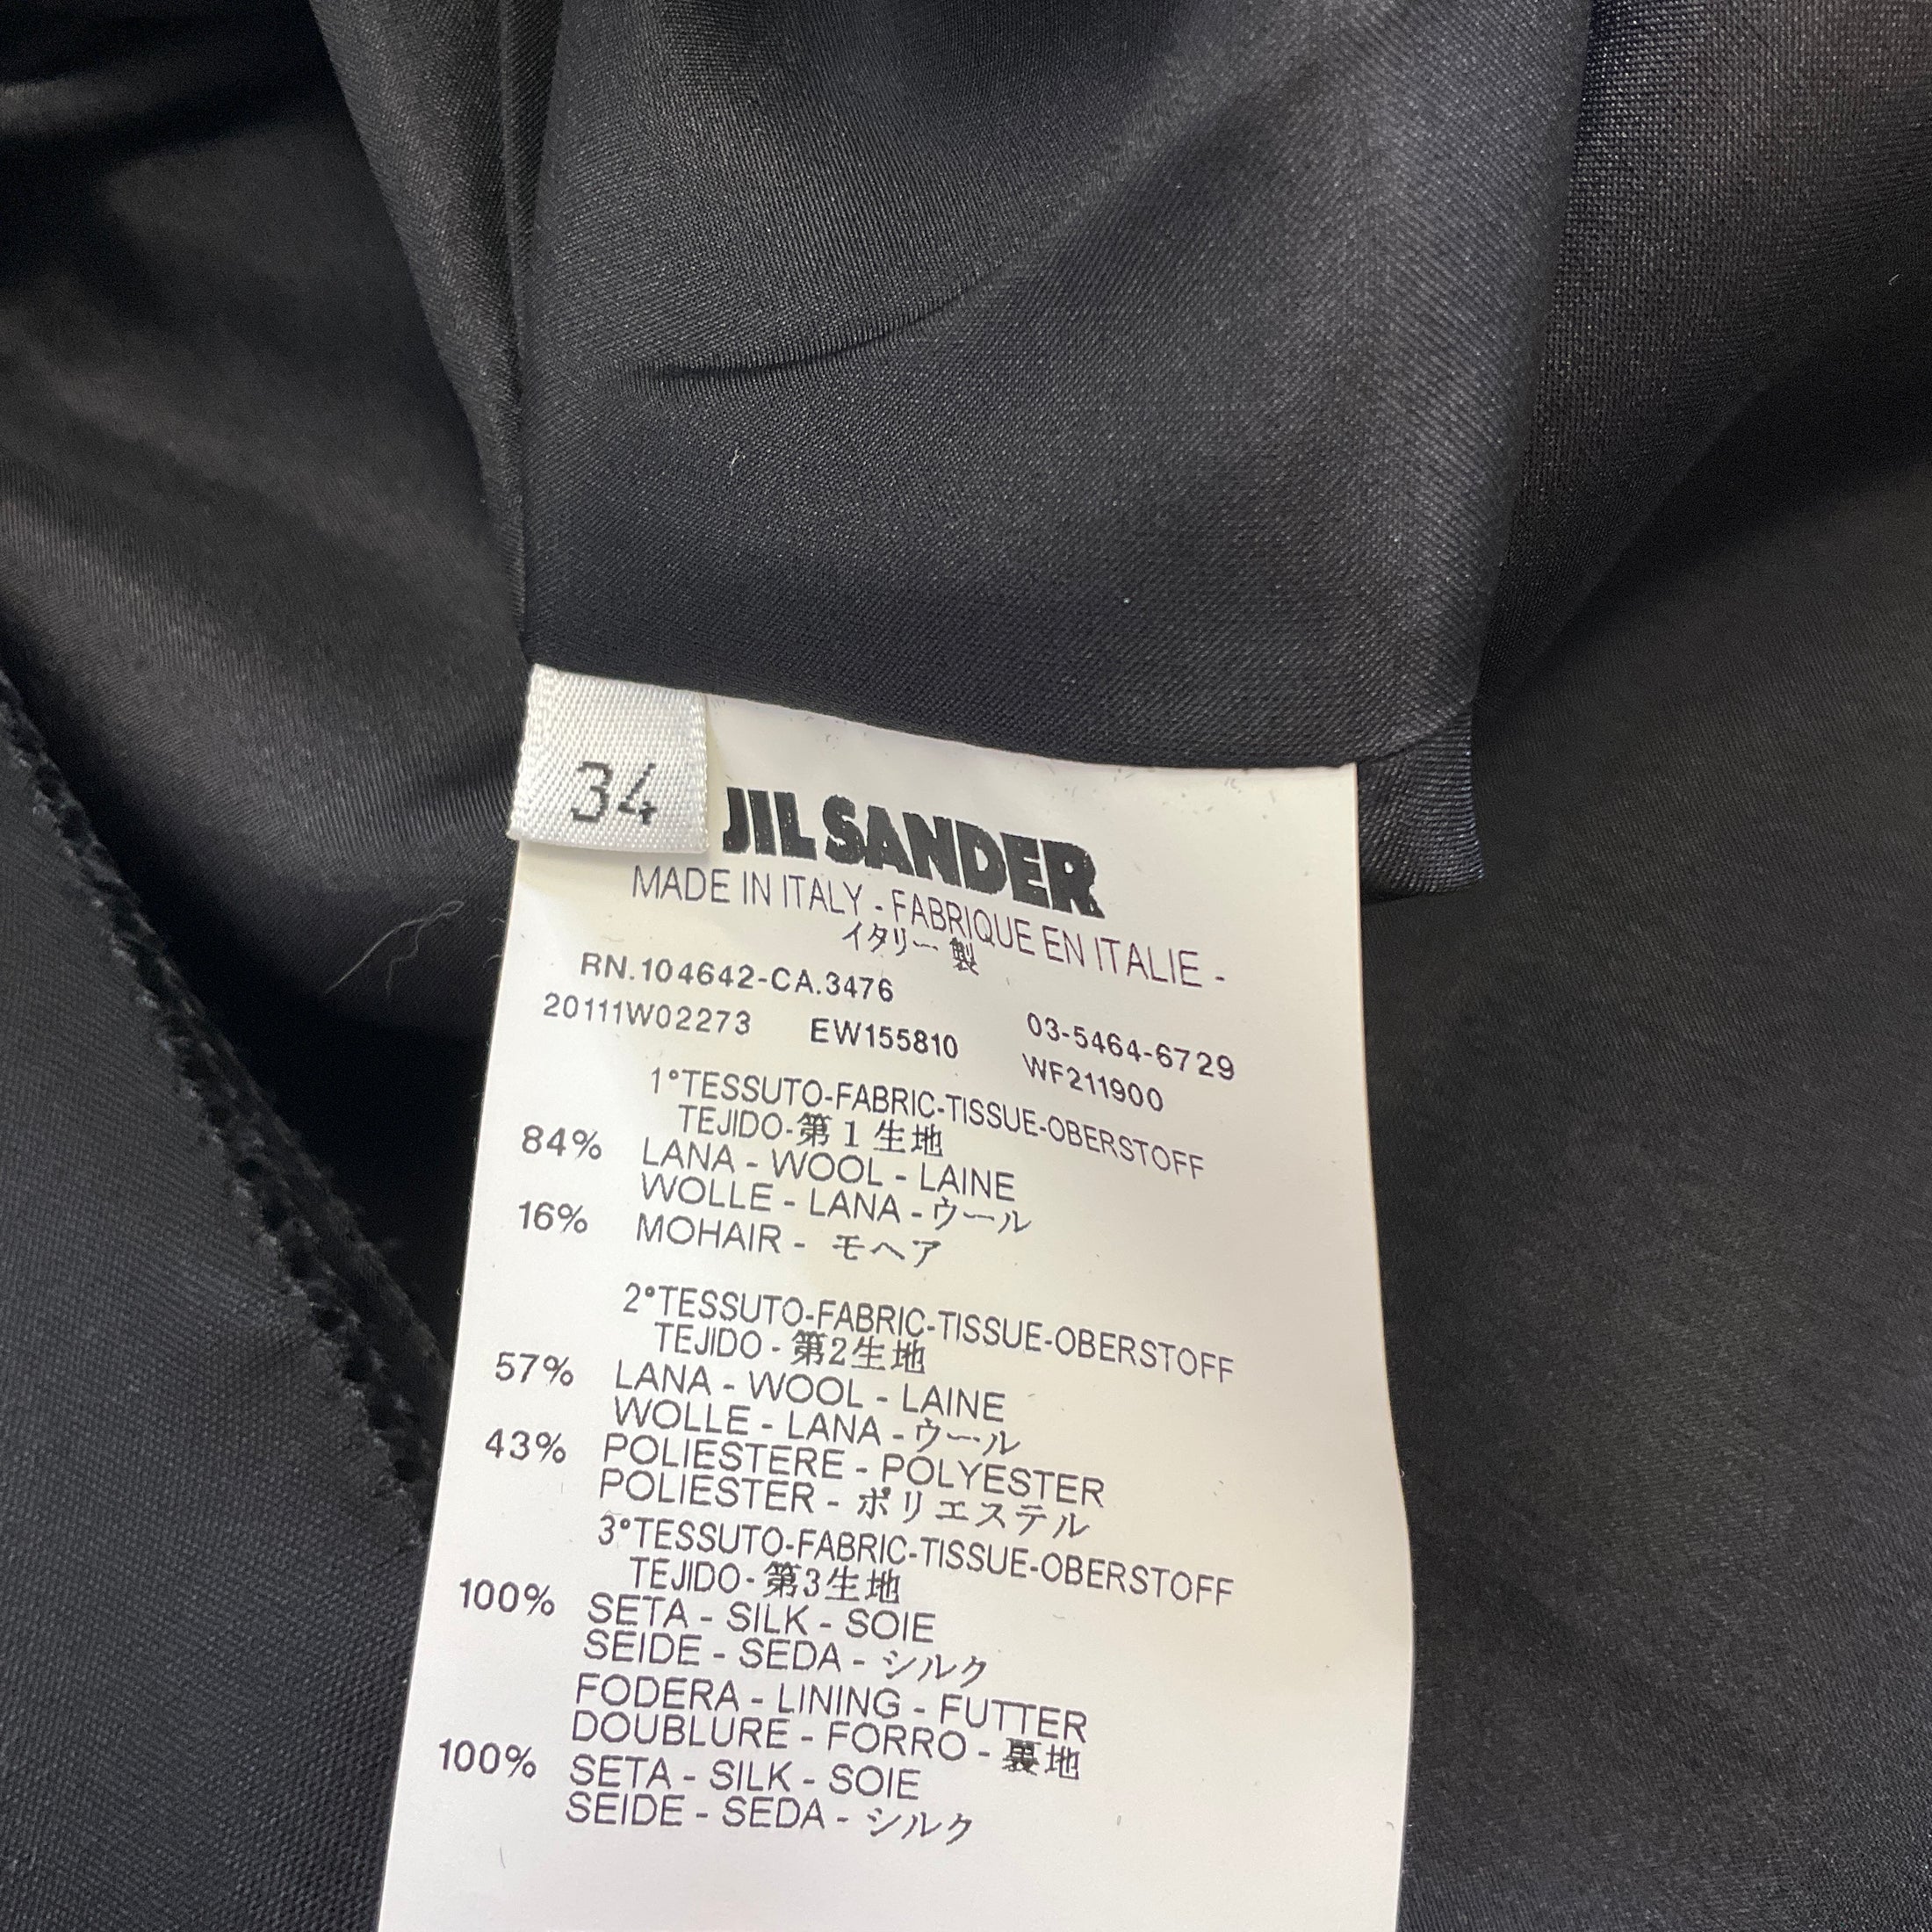 34
JIL SANDER
MADE IN ITALY - FABRIQUE EN ITALIE -
イタリー 製
RN.104642-CA.3476 03-5464-6729
20111W02273 EW155810 WF211900
1°TESSUTO-FABRIC-TISSUE-OBERSTOFF
TEJIDO-第1生地
84% LANA - WOOL - LAINE
WOLLE - LANA - ウール
16% MOHAIR - モヘア
2°TESSUTO-FABRIC-TISSUE-OBERSTOFF
TEJIDO - 第2生地
57% LANA - WOOL - LAINE
WOLLE - LANA - ウール
43% POLIESTERE - POLYESTER
POLIESTER - ポリエステル
3°TESSUTO-FABRIC-TISSUE-OBERSTOFF
TEJIDO-第3生地
100% SETA - SILK - SOIE
SEIDE - SEDA - シルク
FODERA - LINING - FUTTER
DOUBLURE - FORRO - 裏地
100% SETA - SILK - SOIE
SEIDE - SEDA - シルク